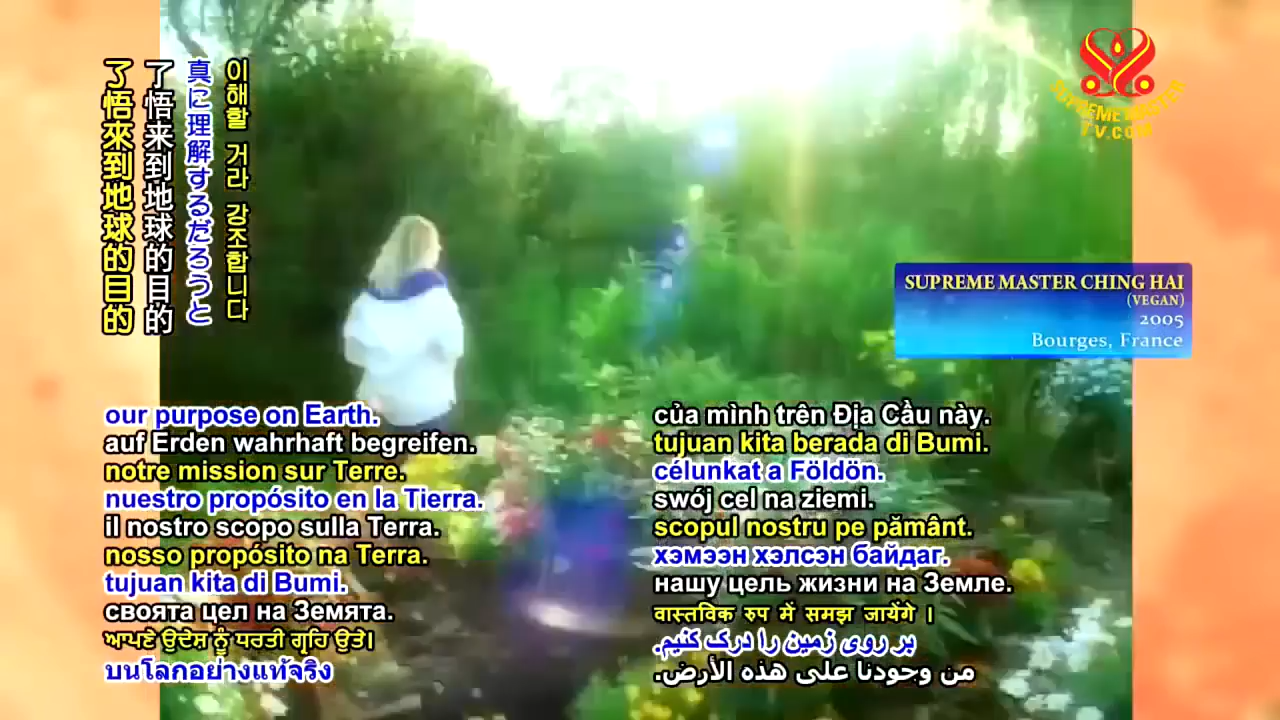 이해할 거라 강조합니다
真に理解するだろうと
了悟来到地球的目的
了悟來到地球的目的
SUPREME MASTER
TV.COM
SUPREME MASTER CHING HAI
(VEGAN)
2005
Bourges, France
our purpose on Earth.
auf Erden wahrhaft begreifen.
notre mission sur Terre.
nuestro propósito en la Tierra.
il nostro scopo sulla Terra.
nosso propósito na Terra.
tujuan kita di Bumi.
своята цел на Земята.
ਆਪਣੇ ਉਦੇਸ਼ ਨੂੰ ਧਰਤੀ ਗ੍ਰਹਿ ਉਤੇ।
บนโลกอย่างแท้จริง
của mình trên Địa Cầu này.
tujuan kita berada di Bumi.
célunkat a Földön.
swój cel na ziemi.
scopul nostru pe pământ.
хэмээн хэлсэн байдаг.
нашу цель жизни на Земле.
वास्तविक रुप में समझ जायेंगे ।
بر روی زمین را درک کنیم.
من وجودنا على هذه الأرض.